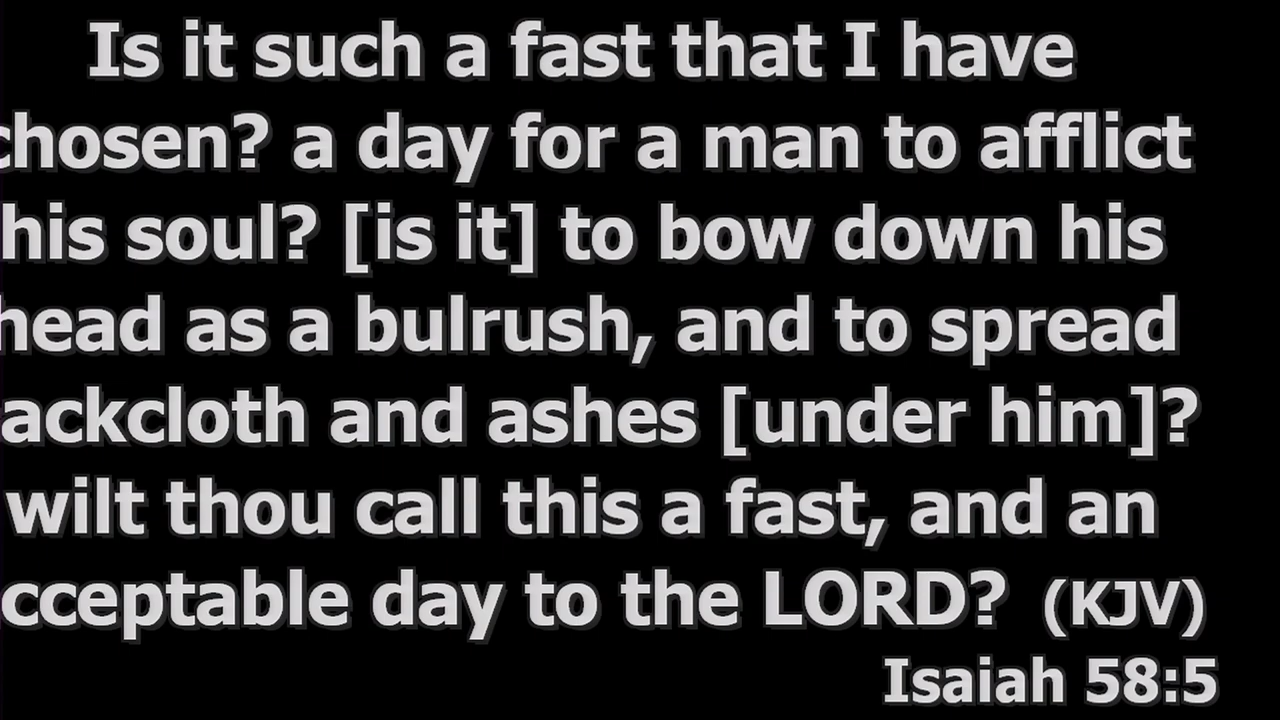 Is it such a fast that I have
chosen? a day for a man to afflict
his soul? [is it] to bow down his
head as a bulrush, and to spread
ackcloth and ashes [under him]?
wilt thou call this a fast, and an
cceptable day to the LORD? (KJV)
Isaiah 58:5